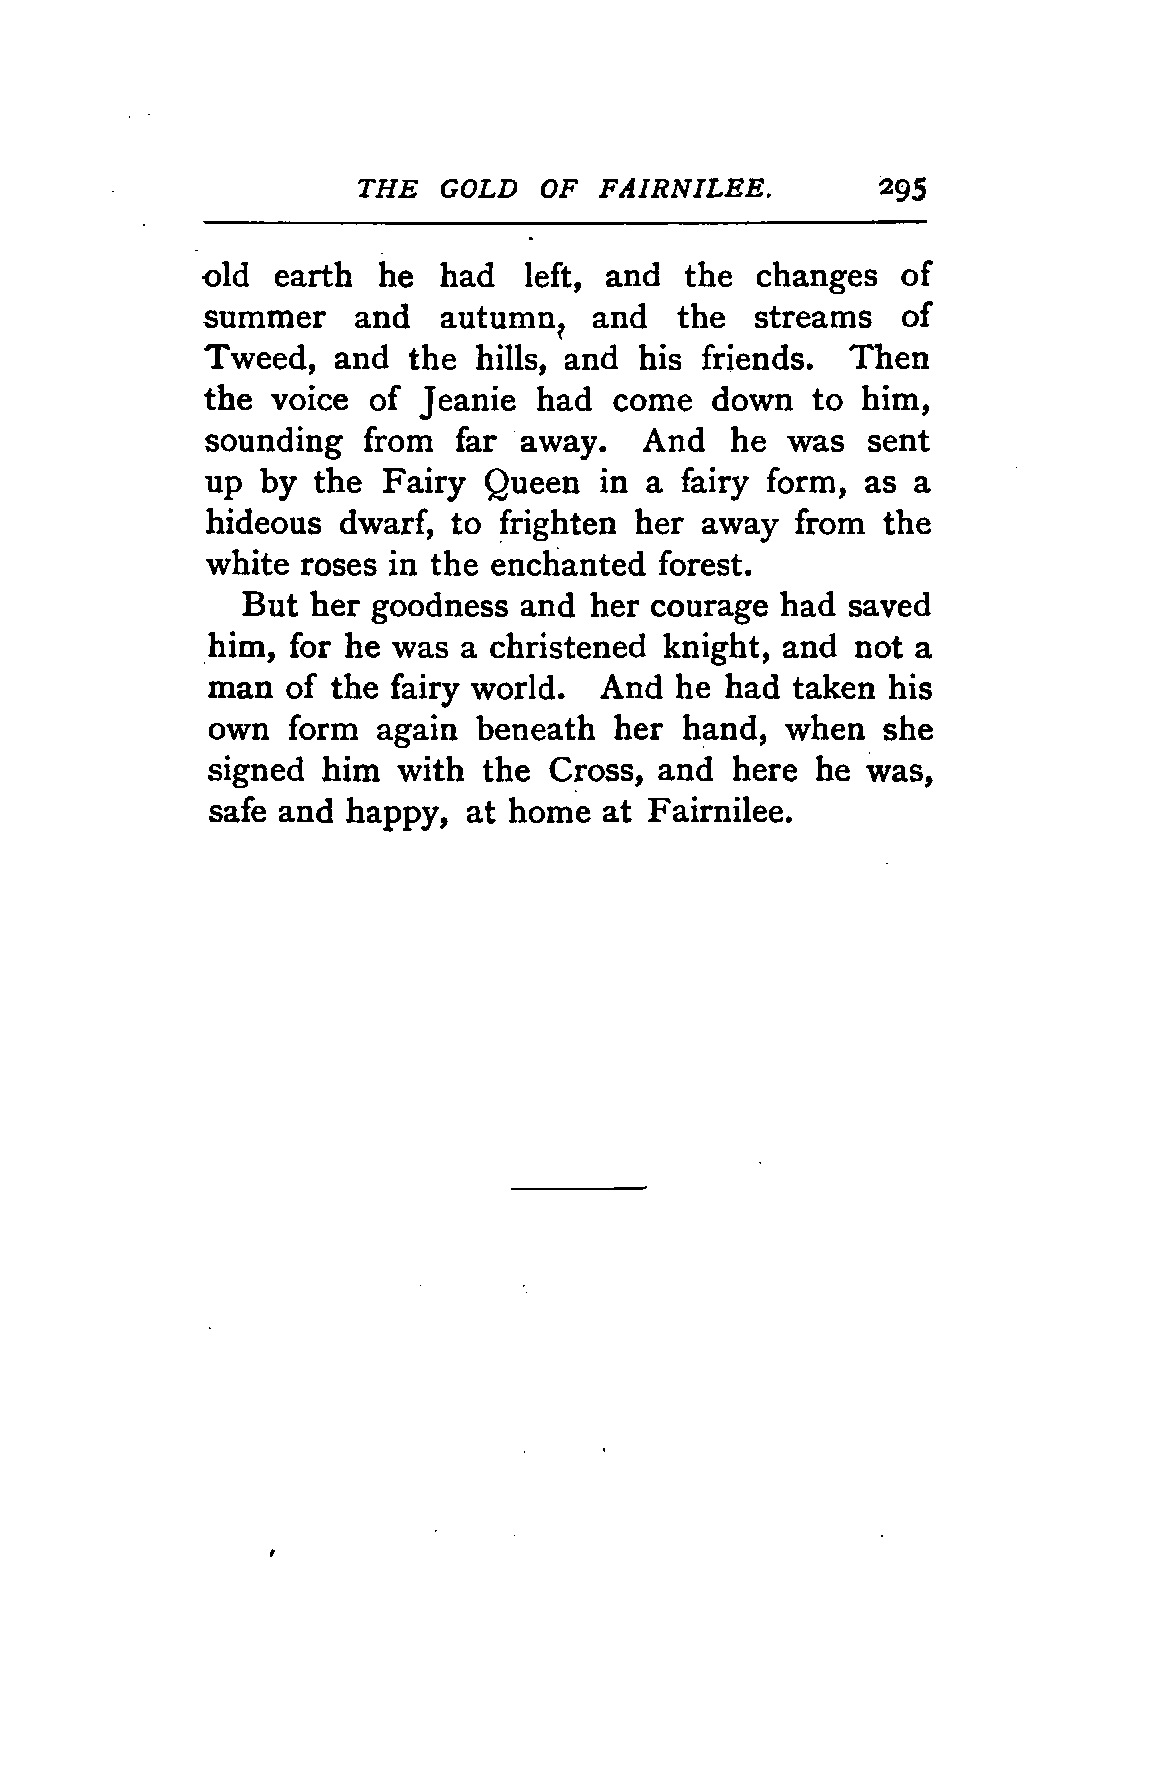 THE GOLD OF FAIRNILEE. 295
old earth he had left, and the changes of
summer and autumn, and the streams of
Tweed, and the hills, and his friends. Then
the voice of Jeanie had come down to him,
sounding from far away. And he was sent
up by the Fairy Queen in a fairy form, as a
hideous dwarf, to frighten her away from the
white roses in the enchanted forest.
But her goodness and her courage had saved
him, for he was a christened knight, and not a
man of the fairy world. And he had taken his
own form again beneath her hand, when she
signed him with the Cross, and here he was,
safe and happy, at home at Fairnilee.